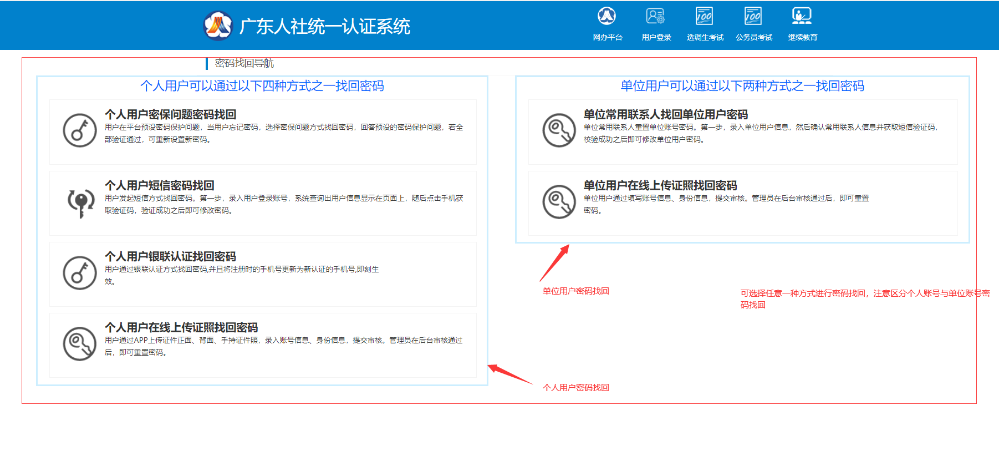 广东人社统一认证系统
网办平台
用户登录
选调生考试
公务员考试
继续教育
密码找回导航
个人用户可以通过以下四种方式之一找回密码
个人用户密保问题密码找回
用户在平台预设密码保护问题，当用户忘记密码，选择密保问题方式找回密码，回答预设的密码保护问题，若全
部验证通过，可重新设置新密码。
个人用户短信密码找回
用户发起短信方式找回密码。第一步，录入用户登录账号，系统查询出用户信息显示在页面上，随后点击手机获
取验证码，验证成功之后即可修改密码。
个人用户银联认证找回密码
用户通过银联认证方式找回密码,并且将注册时的手机号更新为新认证的手机号,即刻生
效。
个人用户在线上传证照找回密码
用户通过APP上传证件正面、背面、手持证件照，录入账号信息、身份信息，提交审核。管理员在后台审核通过
后，即可重置密码。
单位用户可以通过以下两种方式之一找回密码
单位常用联系人找回单位用户密码
单位常用联系人重置单位账号密码。第一步，录入单位用户信息，然后确认常用联系人信息并获取短信验证码，
校验成功之后即可修改单位用户密码。
单位用户在线上传证照找回密码
单位用户通过填写账号信息、身份信息，提交审核。管理员在后台审核通过后，即可重置
密码。
单位用户密码找回
可选择任意一种方式进行密码找回，注意区分个人账号与单位账号密
码找回
个人用户密码找回
100
100